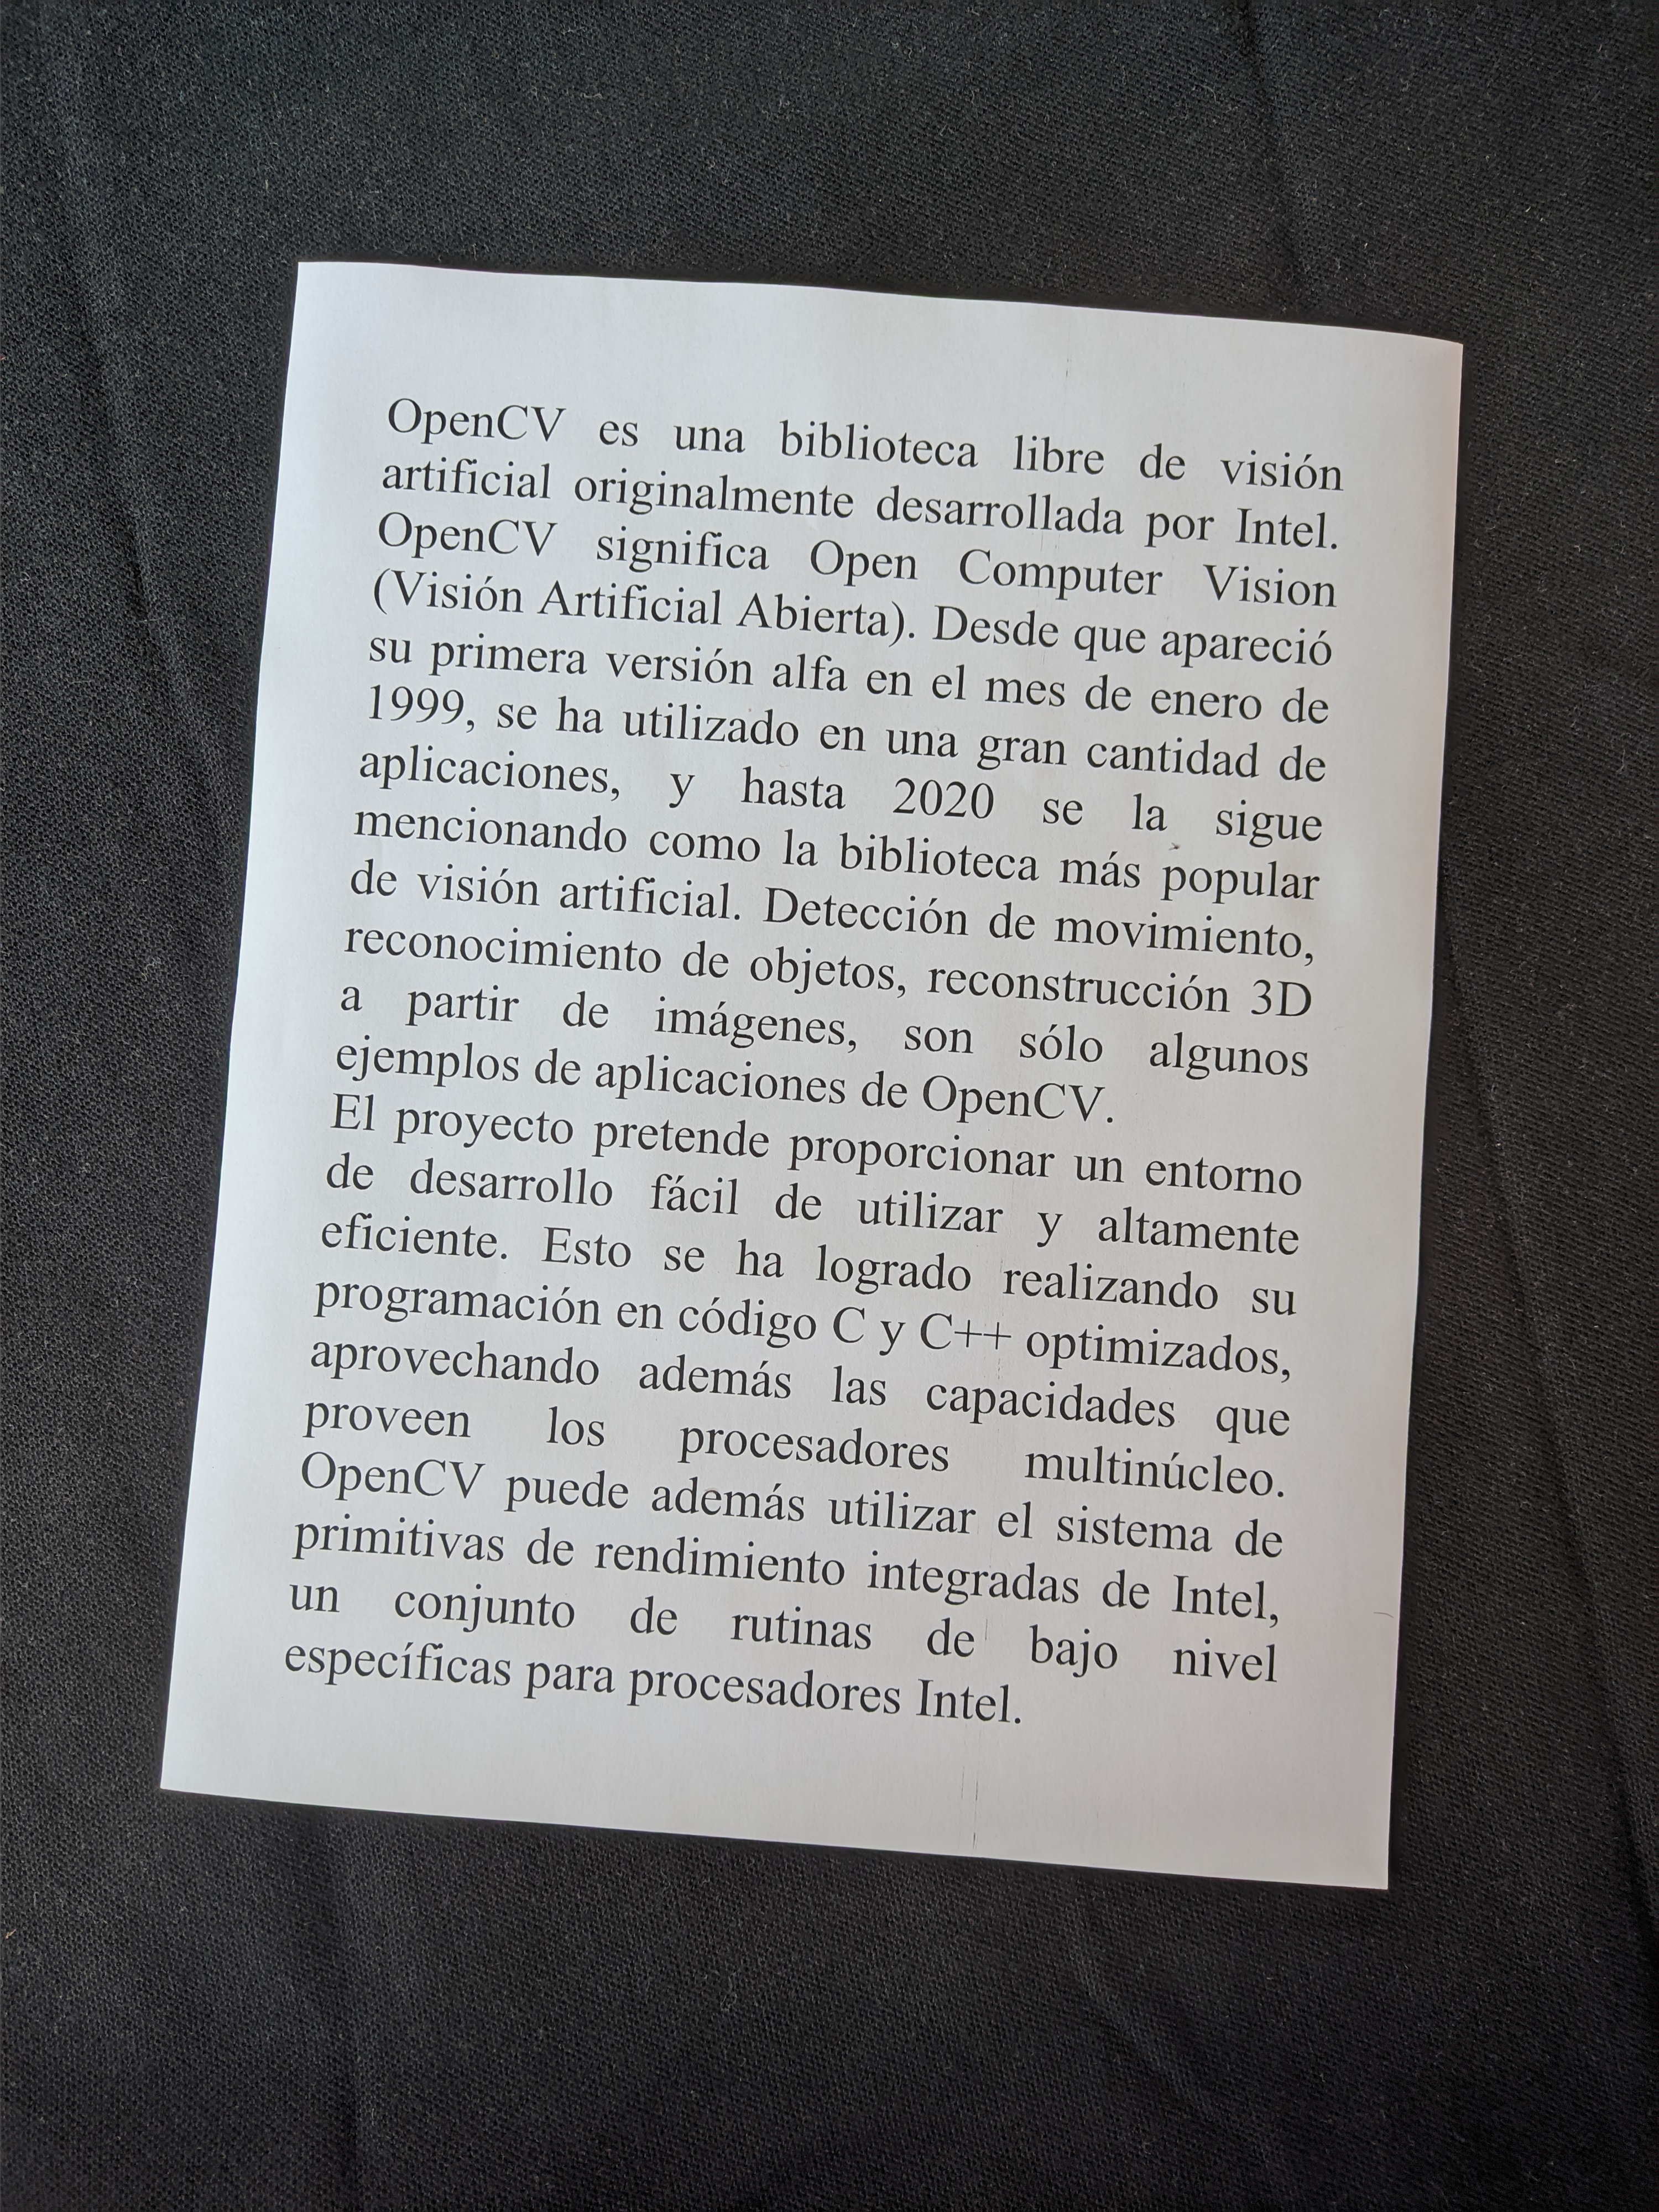 OpenCV es una biblioteca libre de visión
artificial originalmente desarrollada por Intel.
OpenCV significa Open Computer Vision
(Visión Artificial Abierta). Desde que apareció
su primera versión alfa en el mes de enero de
1999, se ha utilizado en una gran cantidad de
aplicaciones, y hasta 2020 se la sigue
mencionando como la biblioteca más popular
de visión artificial. Detección de movimiento,
reconocimiento de objetos, reconstrucción 3D
a partir de imágenes, son sólo algunos
ejemplos de aplicaciones de OpenCV.
El proyecto pretende proporcionar un entorno
de desarrollo fácil de utilizar y altamente
eficiente. Esto se ha logrado realizando su
programación en código C y C++ optimizados,
aprovechando además las capacidades que
proveen los procesadores multinúcleo.
OpenCV puede además utilizar el sistema de
primitivas de rendimiento integradas de Intel,
un conjunto de rutinas de bajo nivel
específicas para procesadores Intel.